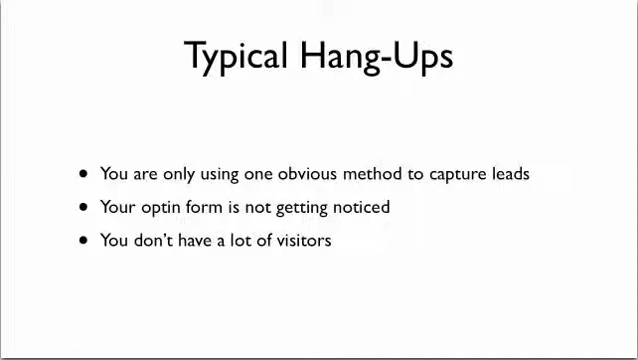 Typical Hang-Ups
• You are only using one obvious method to capture leads
• Your optin form is not getting noticed
• You don't have a lot of visitors